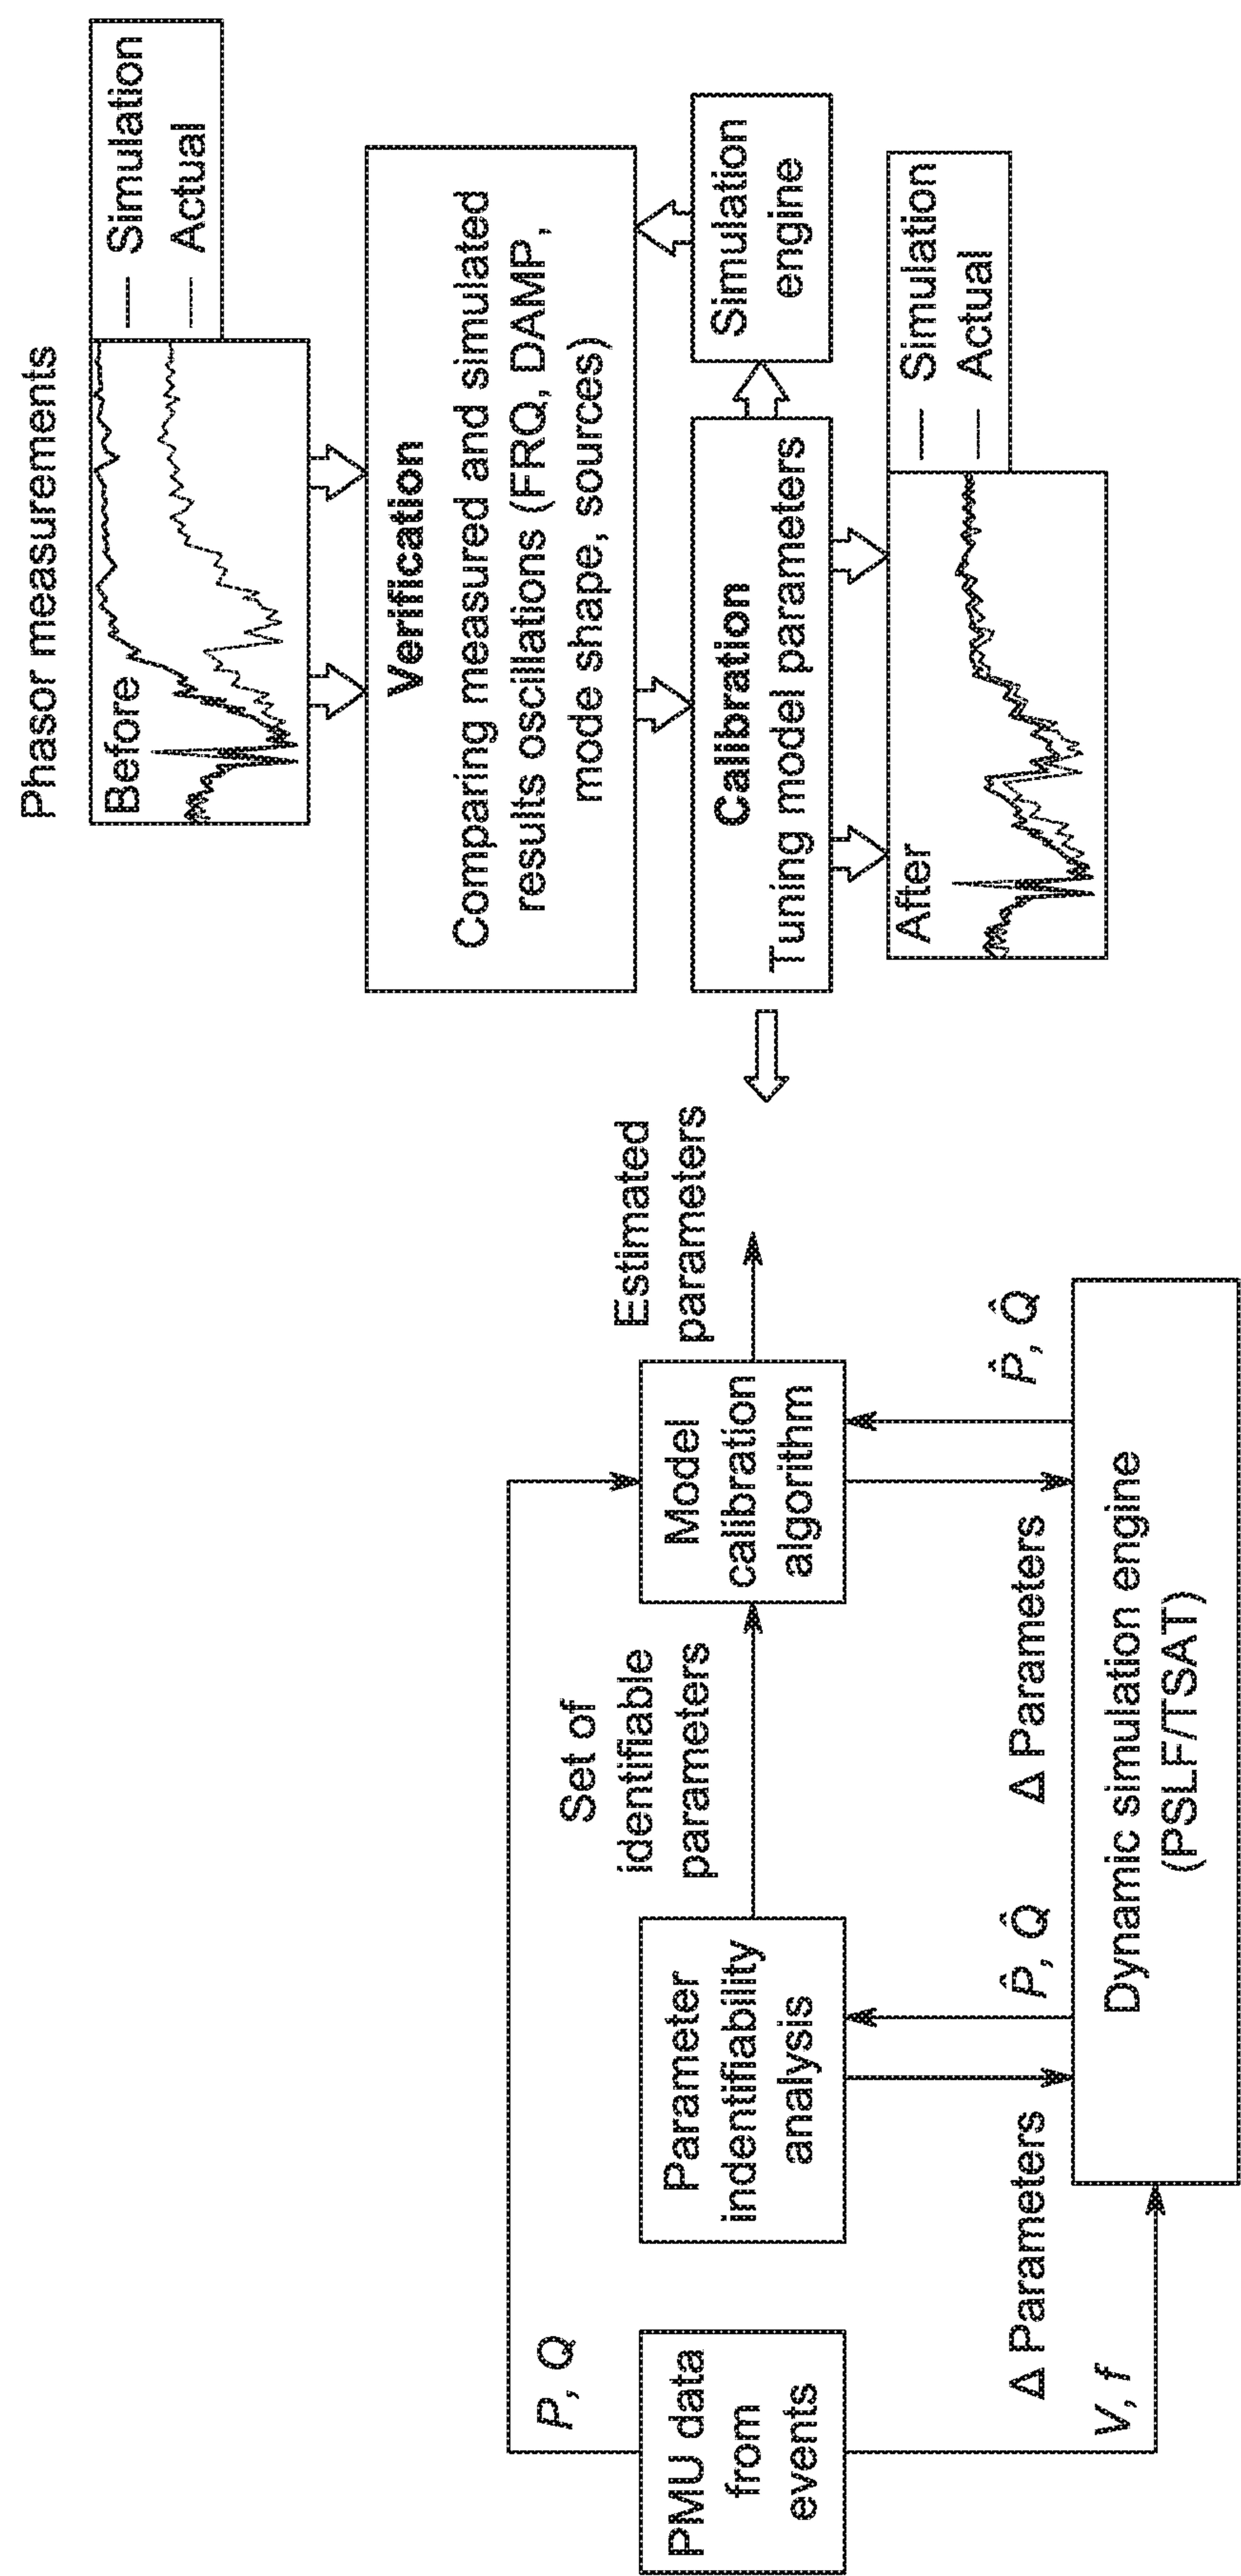 P, Q
PMU data
from
events
V, f
Parameter
indentifiability
analysis
Δ Parameters
P̂, Q̂
Set of
identifiable
parameters
Model
calibration
algorithm
Δ Parameters
P̂, Q̂
Estimated
parameters
Dynamic simulation engine
(PSLF/TSAT)
Phasor measurements
Before
Simulation
Actual
Verification
Comparing measured and simulated
results oscillations (FRQ, DAMP,
mode shape, sources)
Calibration
Tuning model parameters
Simulation
engine
After
Simulation
Actual